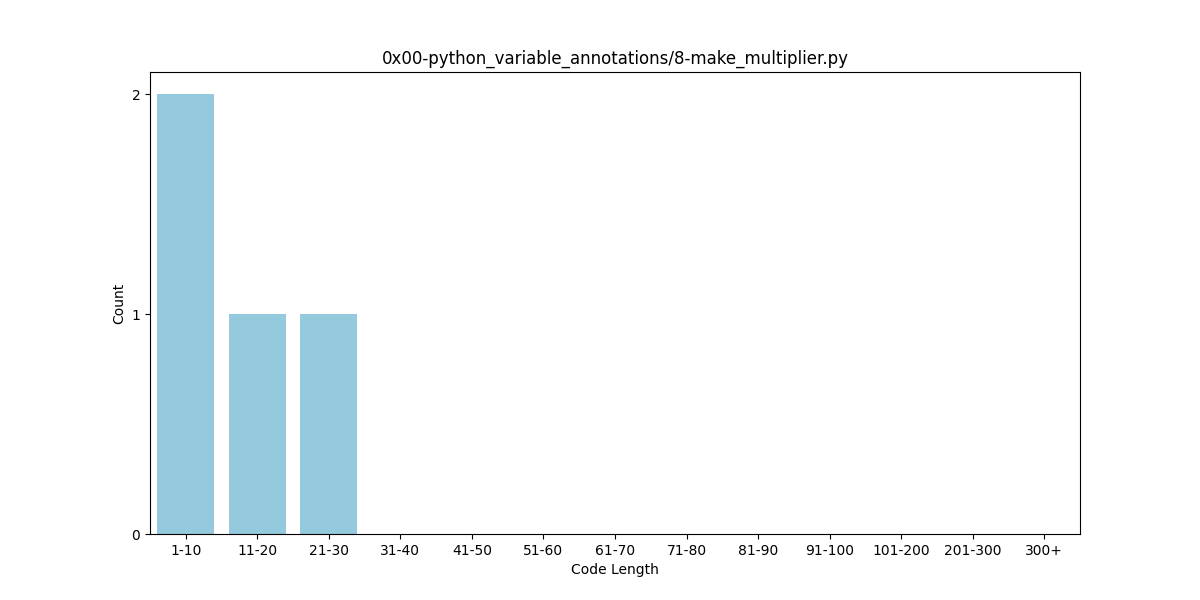 0x00-python_variable_annotations/8-make_multiplier.py
2
1
0
Count
1-10 11-20 21-30 31-40 41-50 51-60 61-70 71-80 81-90 91-100 101-200 201-300 300+
Code Length